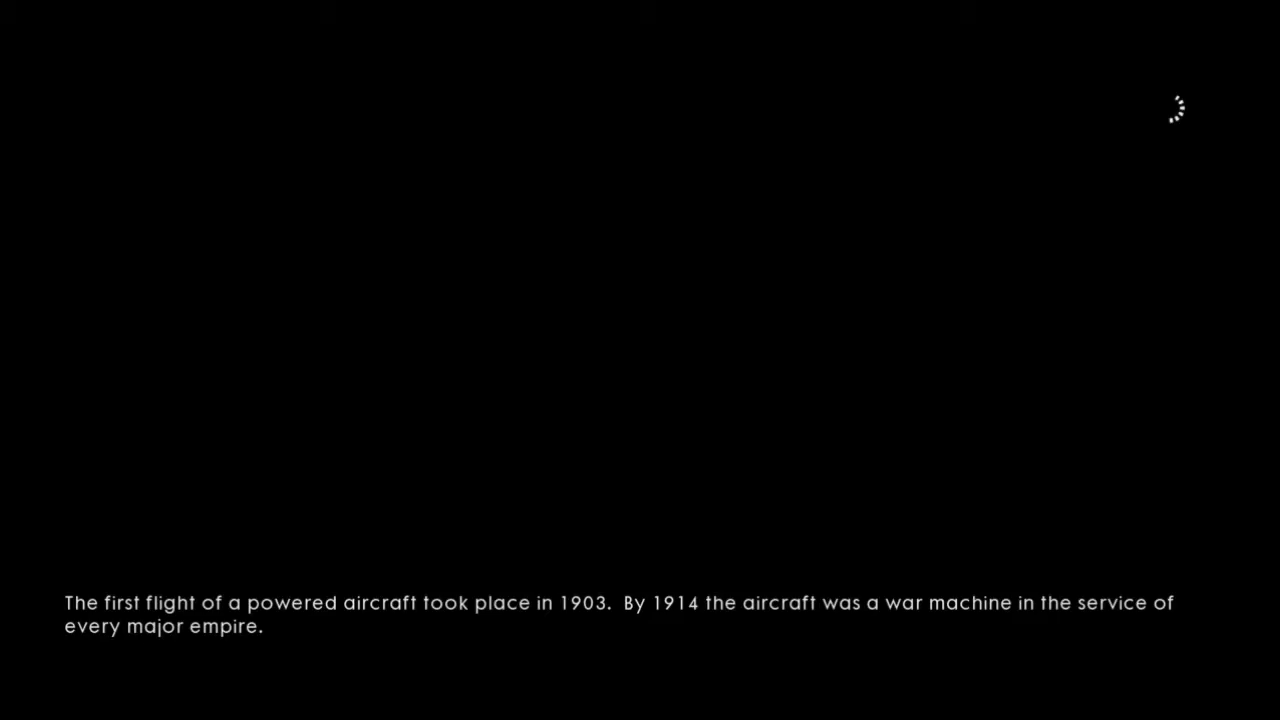 The first flight of a powered aircraft took place in 1903.  By 1914 the aircraft was a war machine in the service of
every major empire.